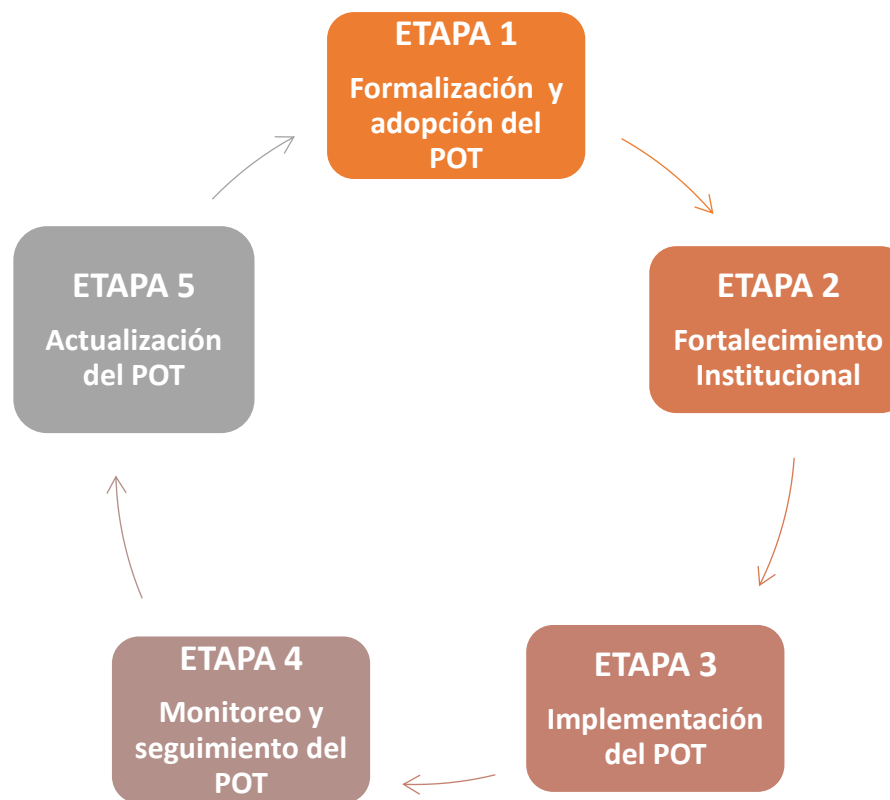 ETAPA 1
Formalización y
adopción del
POT
ETAPA 2
Fortalecimiento
Institucional
ETAPA 3
Implementación
del POT
ETAPA 4
Monitoreo y
seguimiento del
POT
ETAPA 5
Actualización
del POT